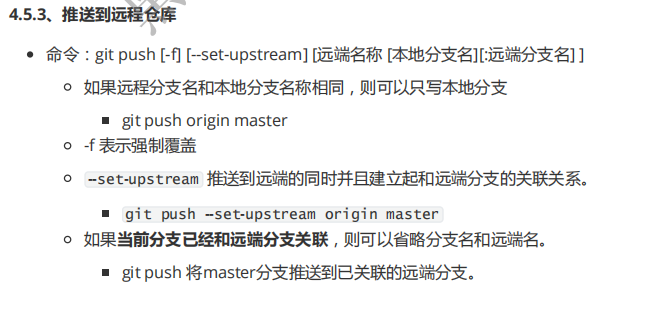 4.5.3、推送到远程仓库
命令：git push [-f] [--set-upstream] [远端名称 [本地分支名][:远端分支名] ]
如果远程分支名和本地分支名称相同，则可以只写本地分支
git push origin master
-f 表示强制覆盖
--set-upstream 推送到远端的同时并且建立起和远端分支的关联关系。
git push --set-upstream origin master
如果当前分支已经和远端分支关联，则可以省略分支名和远端名。
git push 将master分支推送到已关联的远端分支。